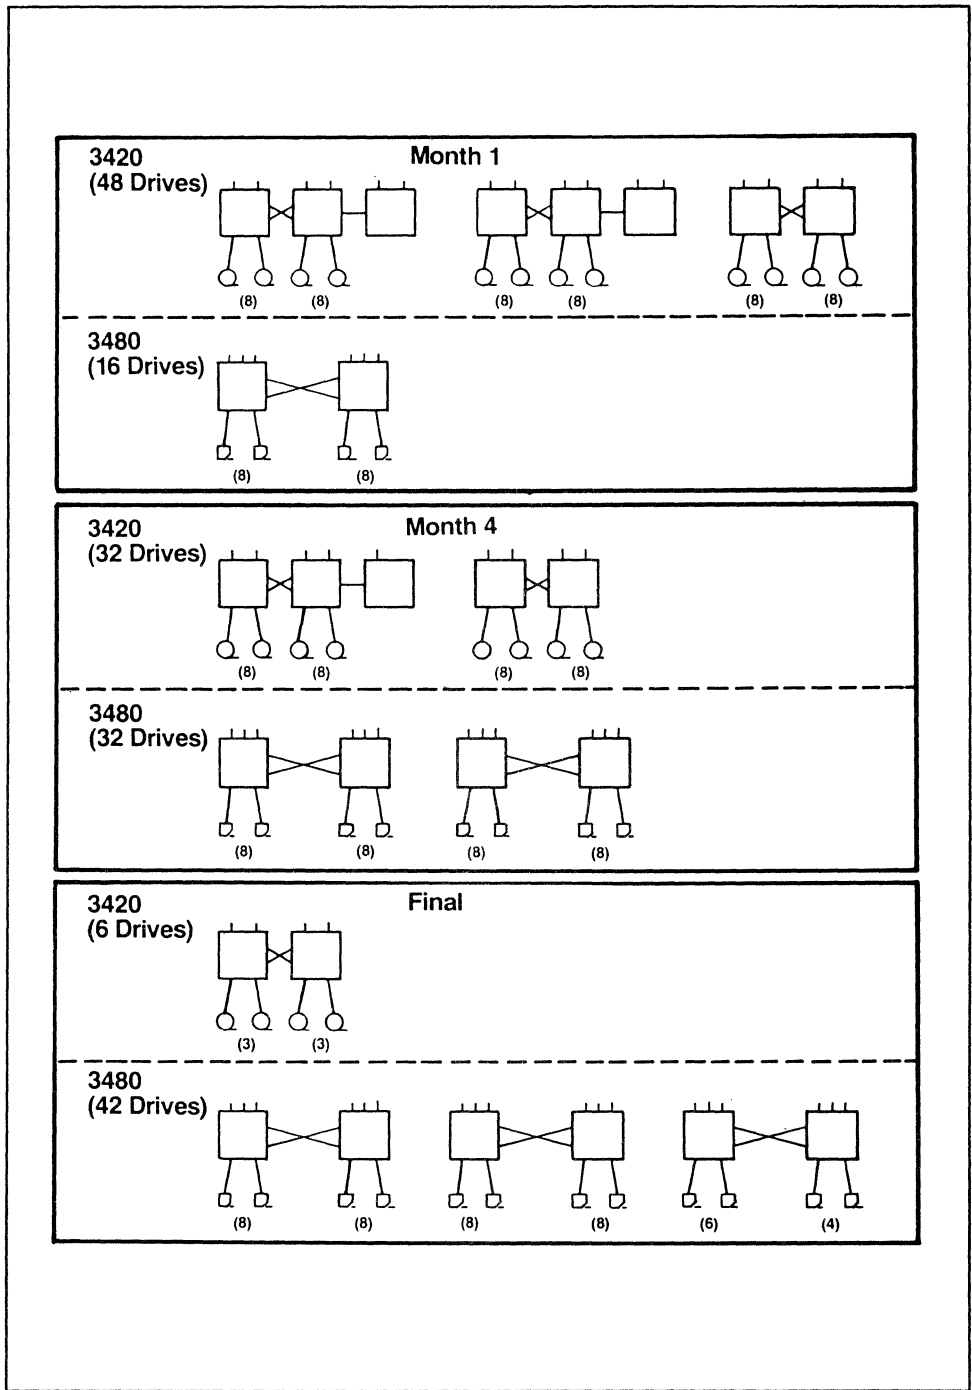 3420
(48 Drives)
Month 1
(8) (8) (8) (8) (8) (8)
3480
(16 Drives)
(8) (8)
3420
(32 Drives)
Month 4
(8) (8) (8) (8)
3480
(32 Drives)
(8) (8) (8) (8)
3420
(6 Drives)
Final
(3) (3)
3480
(42 Drives)
(8) (8) (8) (8) (6) (4)